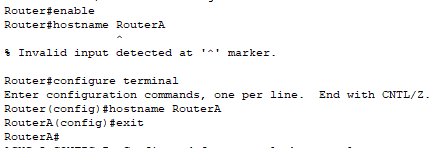 Router#enable
Router#hostname RouterA
^
% Invalid input detected at '^' marker.
Router#configure terminal
Enter configuration commands, one per line.  End with CNTL/Z.
Router(config)#hostname RouterA
RouterA(config)#exit
RouterA#